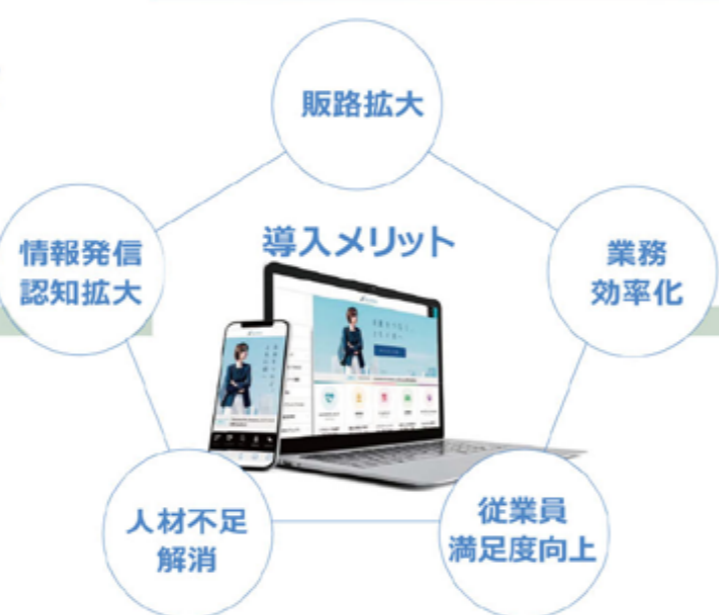 販路拡大
導入メリット
情報発信
認知拡大
業務
効率化
人材不足
解消
従業員
満足度向上